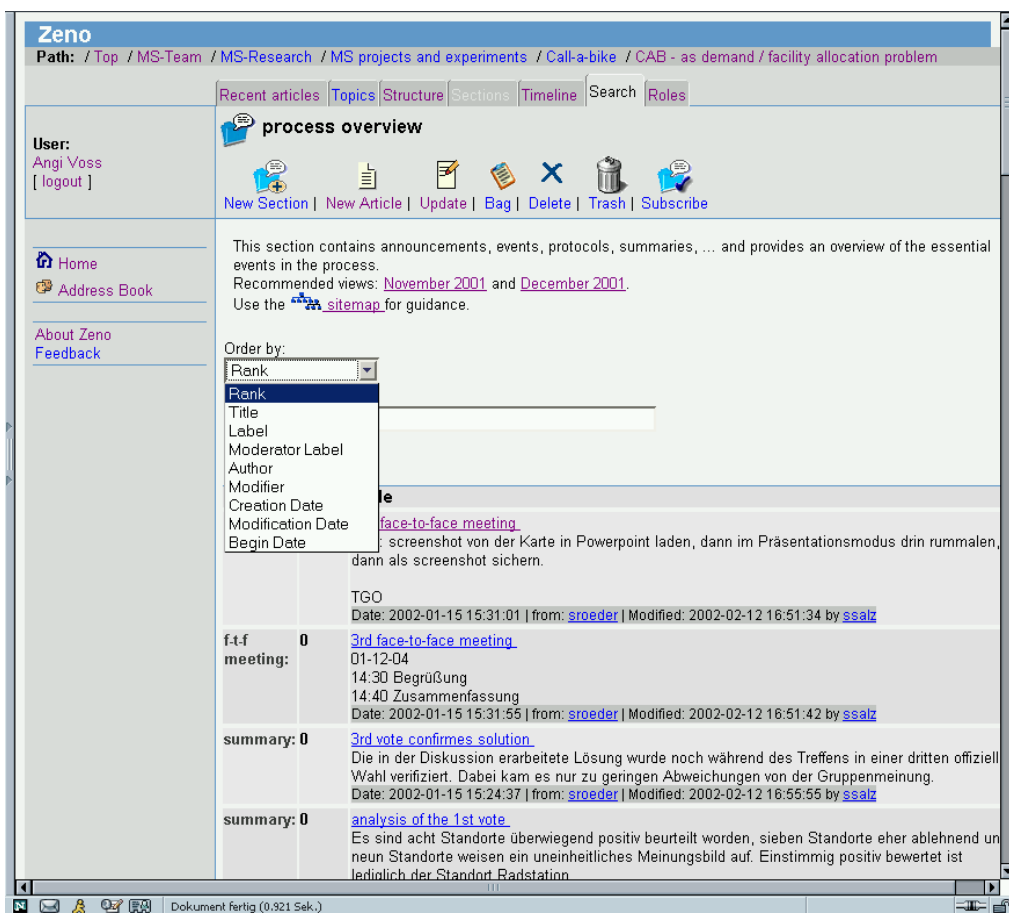 Zeno
Path: / Top / MS-Team / MS-Research / MS projects and experiments / Call-a-bike / CAB - as demand / facility allocation problem
Recent articles Topics Structure Sections Timeline Search Roles
process overview
User:
Angi Voss
[ logout ]
New Section | New Article | Update | Bag | Delete | Trash | Subscribe
Home
Address Book
About Zeno
Feedback
This section contains announcements, events, protocols, summaries, ... and provides an overview of the essential
events in the process.
Recommended views: November 2001 and December 2001.
Use the sitemap for guidance.
Order by:
Rank
Rank
Title
Label
Moderator Label
Author
Modifier
Creation Date
Modification Date
Begin Date
le
face-to-face meeting
: screenshot von der Karte in Powerpoint laden, dann im Präsentationsmodus drin rummalen,
dann als screenshot sichern.
TGO
Date: 2002-01-15 15:31:01 | from: sroeder | Modified: 2002-02-12 16:51:34 by ssalz
f-t-f meeting: 0 3rd face-to-face meeting
01-12-04
14:30 Begrüßung
14:40 Zusammenfassung
Date: 2002-01-15 15:31:55 | from: sroeder | Modified: 2002-02-12 16:51:42 by ssalz
summary: 0 3rd vote confirmes solution
Die in der Diskussion erarbeitete Lösung wurde noch während des Treffens in einer dritten offiziell
Wahl verifiziert. Dabei kam es nur zu geringen Abweichungen von der Gruppenmeinung.
Date: 2002-01-15 15:24:37 | from: sroeder | Modified: 2002-02-12 16:55:55 by ssalz
summary: 0 analysis of the 1st vote
Es sind acht Standorte überwiegend positiv beurteilt worden, sieben Standorte eher ablehnend un
neun Standorte weisen ein uneinheitliches Meinungsbild auf. Einstimmig positiv bewertet ist
lediglich der Standort Radstation
Dokument fertig (0.921 Sek.)